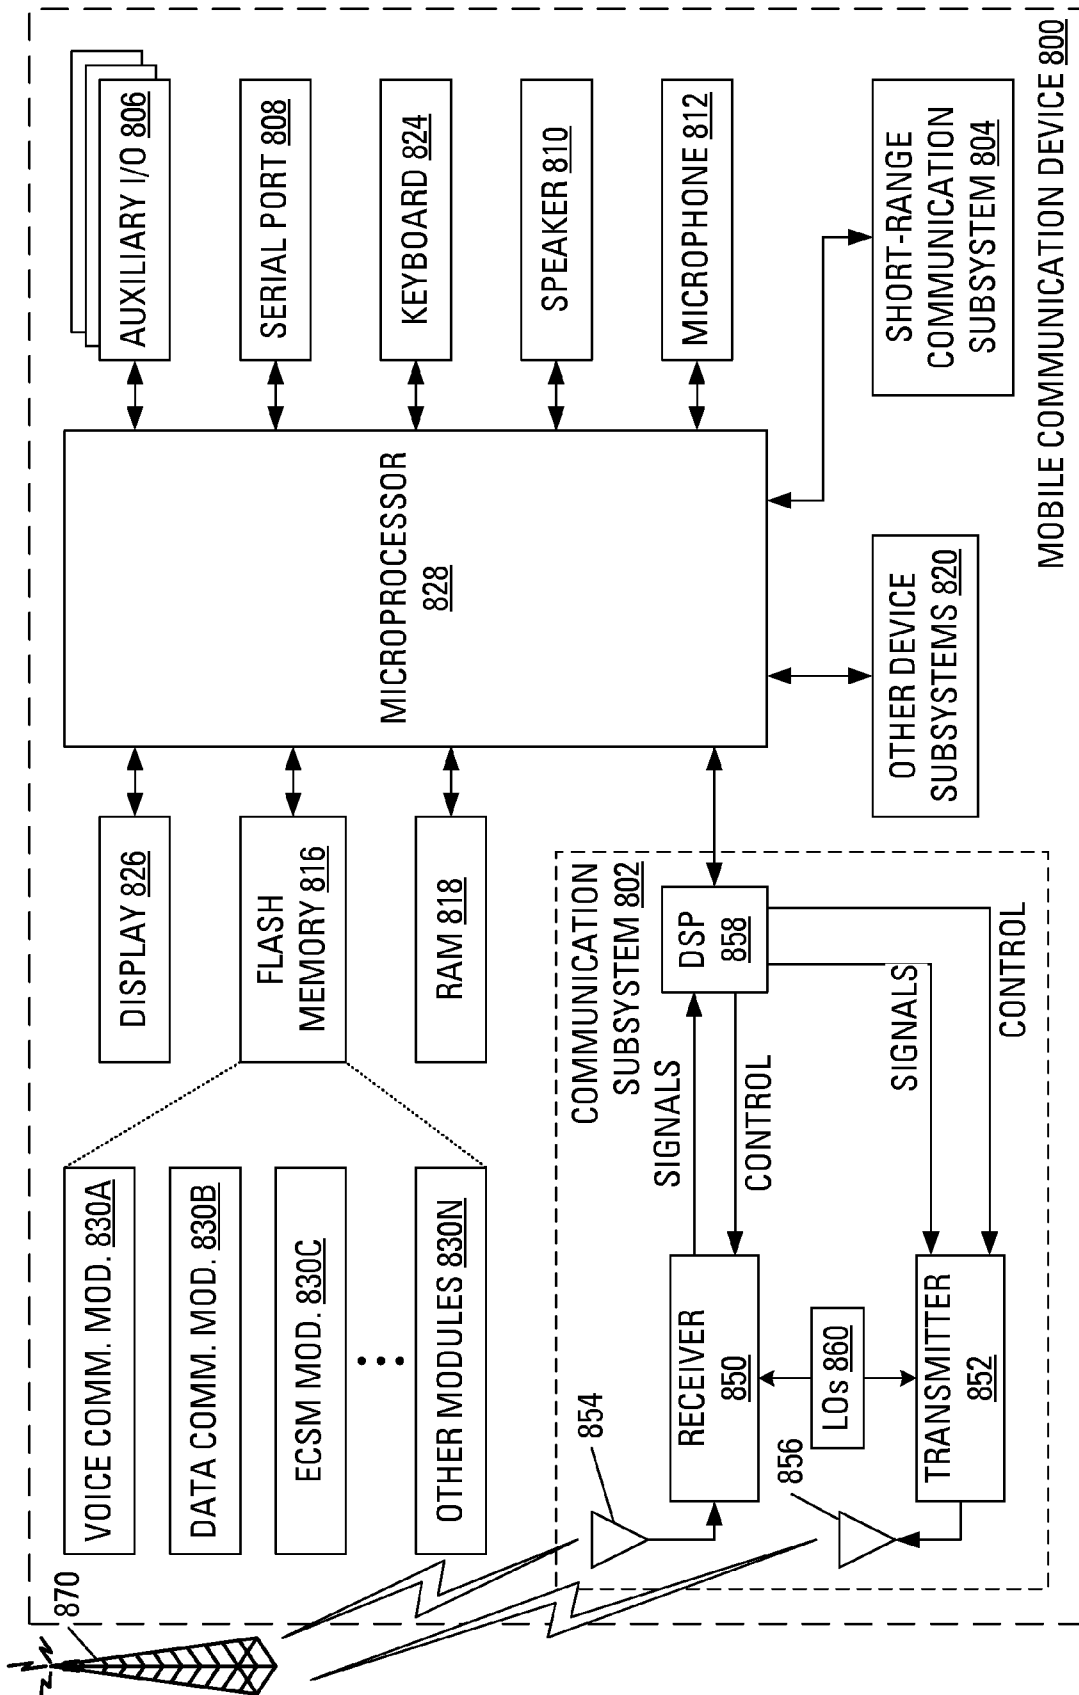 870
VOICE COMM. MOD. 830A
DATA COMM. MOD. 830B
ECSM MOD. 830C
OTHER MODULES 830N
DISPLAY 826
FLASH
MEMORY 816
RAM 818
MICROPROCESSOR
828
AUXILIARY I/O 806
SERIAL PORT 808
KEYBOARD 824
SPEAKER 810
MICROPHONE 812
COMMUNICATION
SUBSYSTEM 802
854
RECEIVER
850
SIGNALS
CONTROL
DSP
858
856
LOs 860
TRANSMITTER
852
SIGNALS
CONTROL
OTHER DEVICE
SUBSYSTEMS 820
SHORT-RANGE
COMMUNICATION
SUBSYSTEM 804
MOBILE COMMUNICATION DEVICE 800